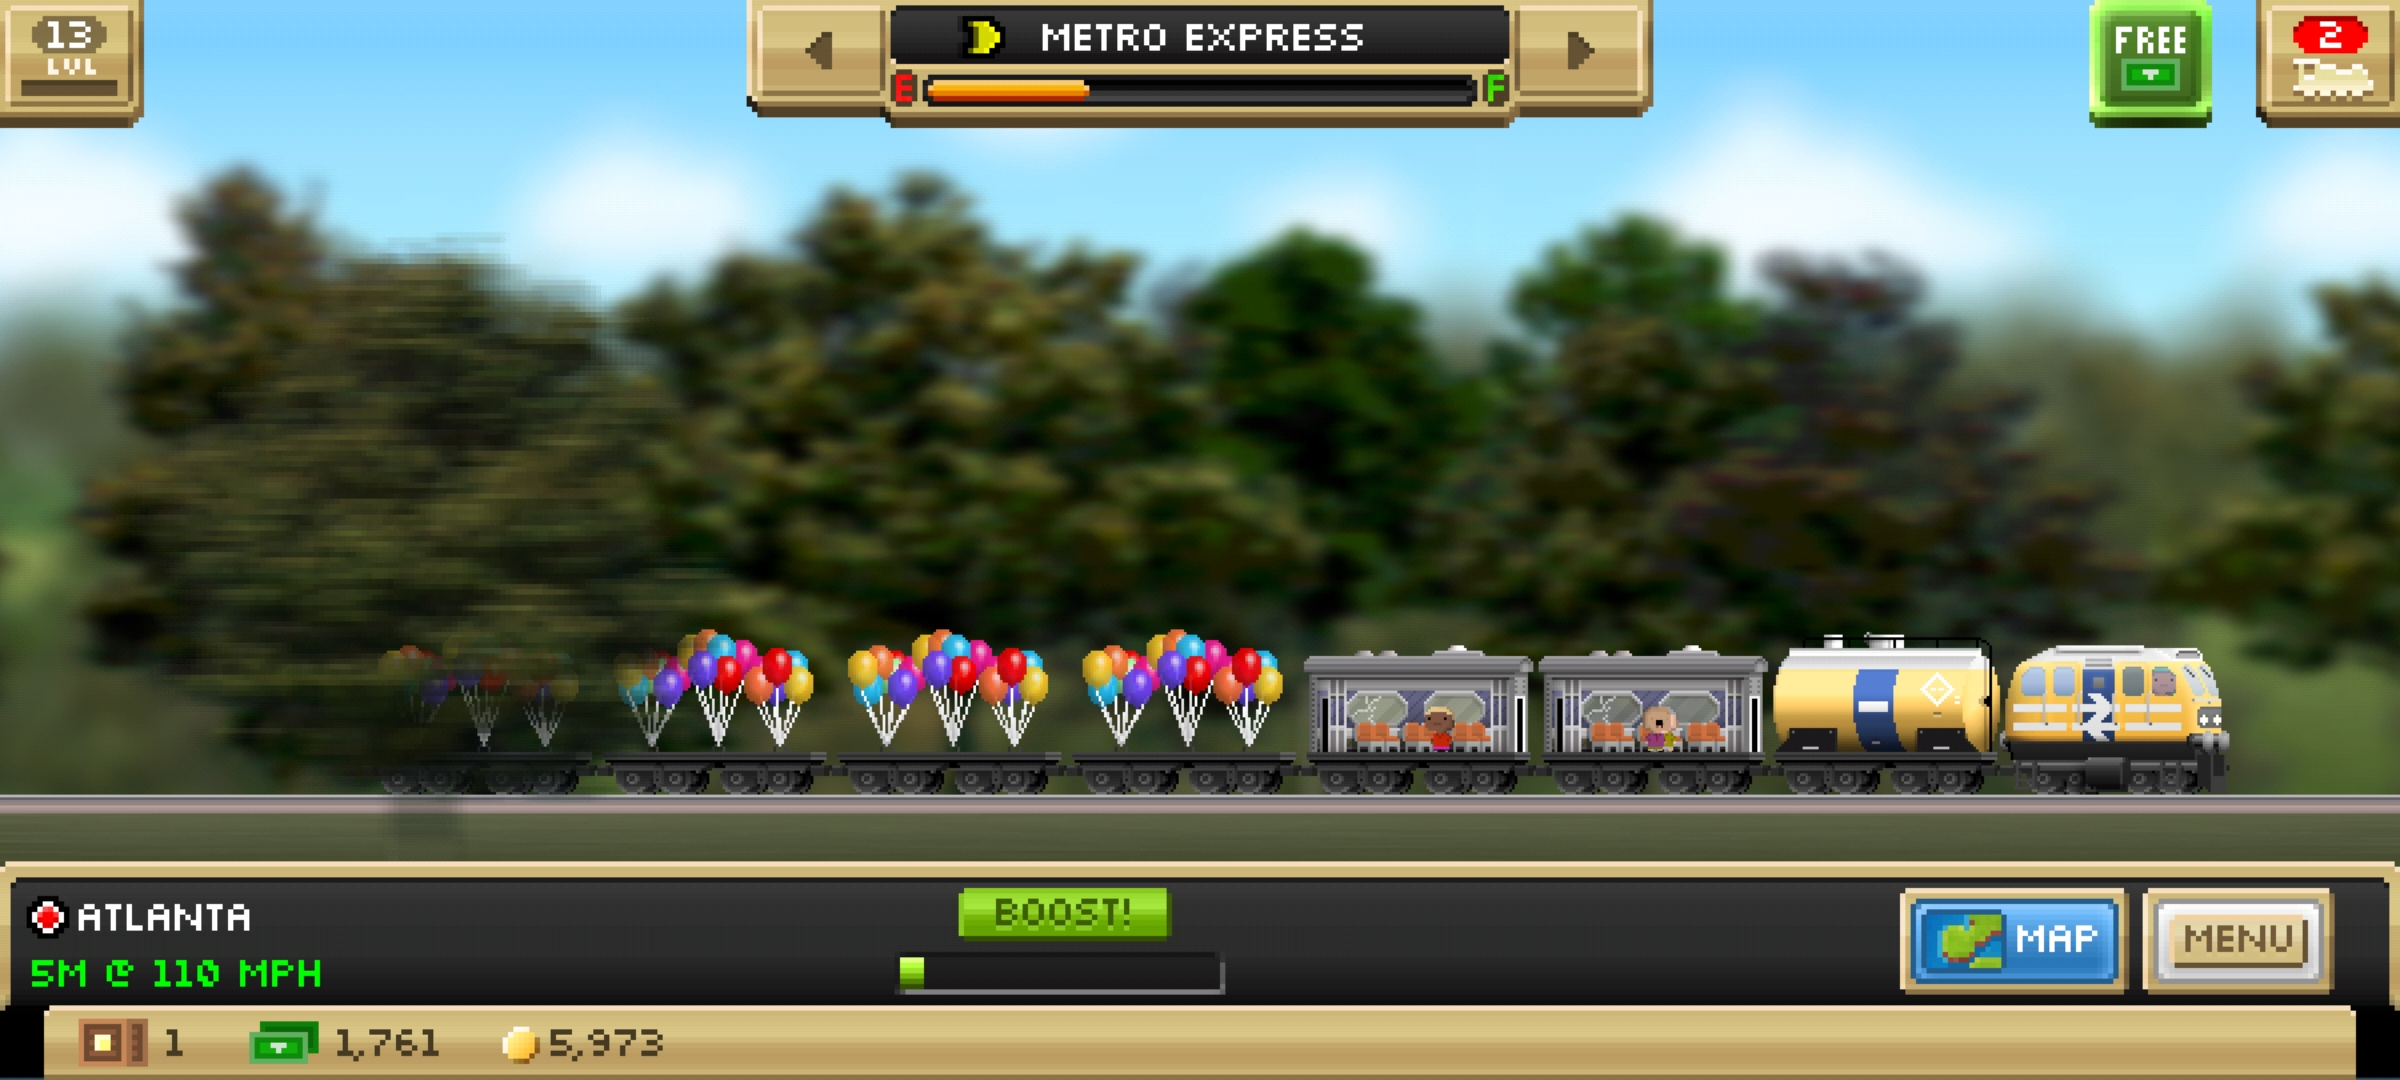 13
LVL
METRO EXPRESS
E F
FREE
2
ATLANTA
5M @ 110 MPH
BOOST!
MAP
MENU
1 1,761 5,973